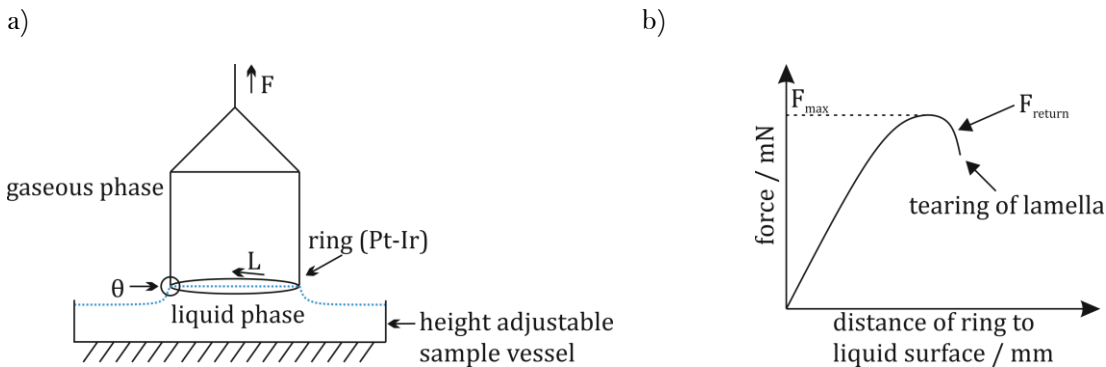 a)
F
gaseous phase
ring (Pt-Ir)
L
θ
liquid phase
height adjustable
sample vessel
b)
F_max
F_return
tearing of lamella
force / mN
distance of ring to
liquid surface / mm